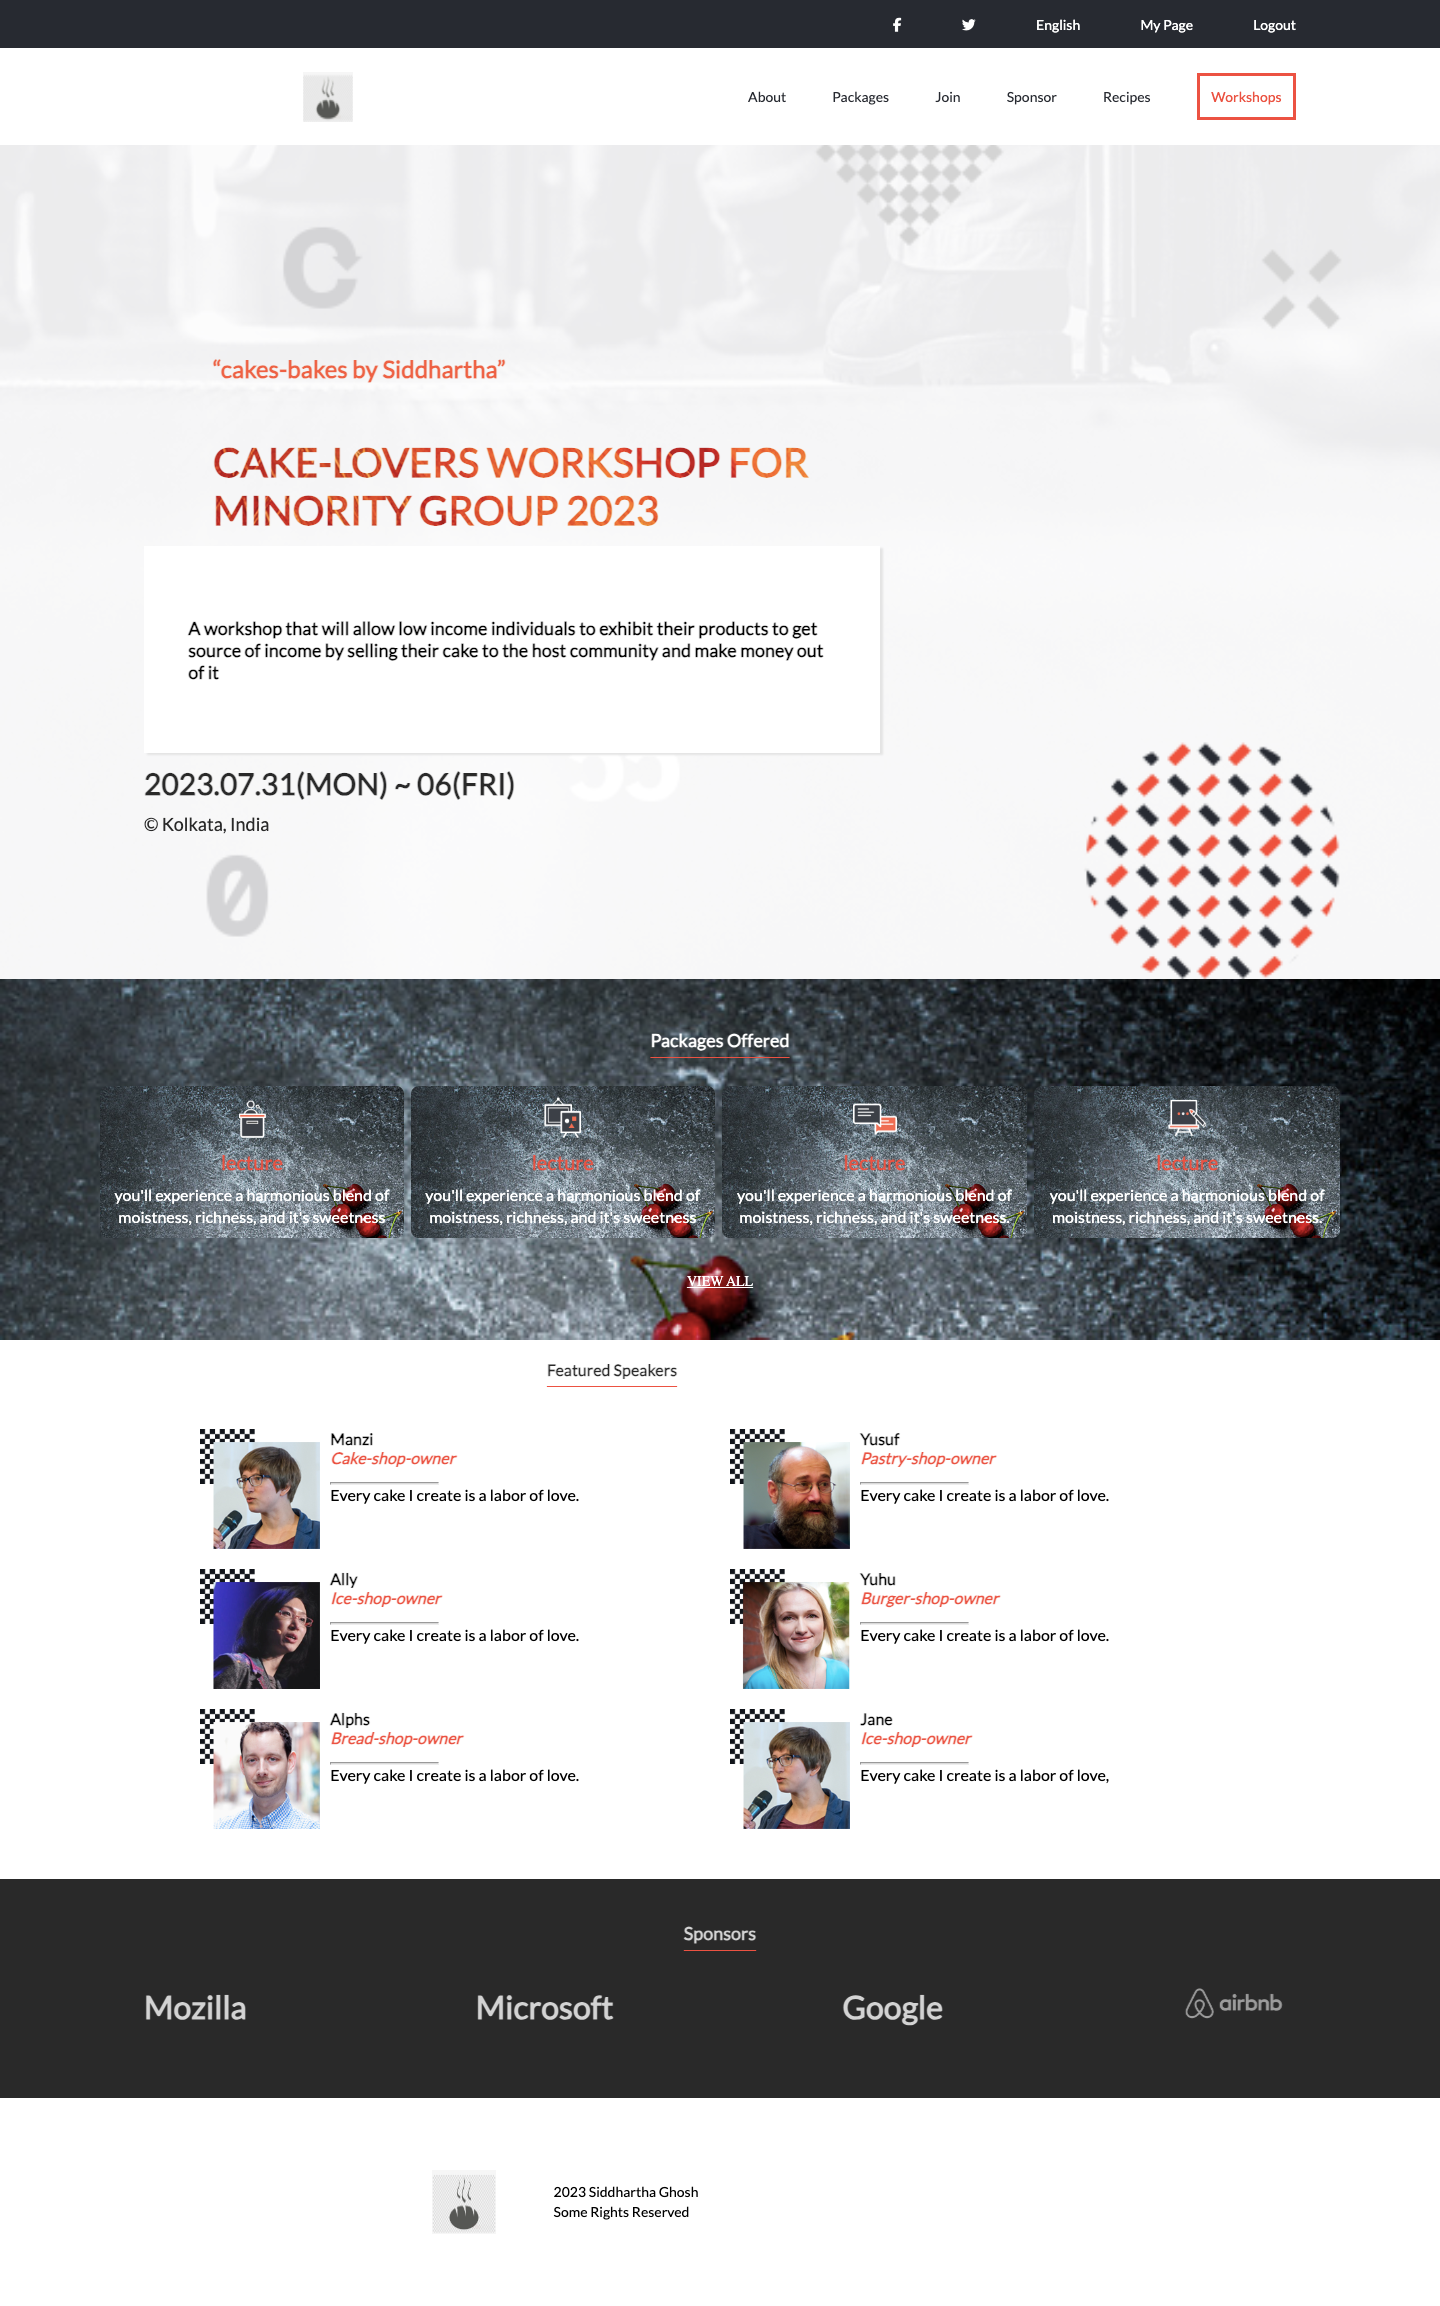 English
My Page
Logout
About
Packages
Join
Sponsor
Recipes
Workshops
“cakes-bakes by Siddhartha”
CAKE-LOVERS WORKSHOP FOR
MINORITY GROUP 2023
A workshop that will allow low income individuals to exhibit their products to get
source of income by selling their cake to the host community and make money out
of it
2023.07.31(MON) ~ 06(FRI)
© Kolkata, India
Packages Offered
lecture
you'll experience a harmonious blend of
moistness, richness, and it's sweetness
lecture
you'll experience a harmonious blend of
moistness, richness, and it's sweetness
lecture
you'll experience a harmonious blend of
moistness, richness, and it's sweetness.
lecture
you'll experience a harmonious blend of
moistness, richness, and it's sweetness.
VIEW ALL
Featured Speakers
Manzi
Cake-shop-owner
Every cake I create is a labor of love.
Yusuf
Pastry-shop-owner
Every cake I create is a labor of love.
Ally
Ice-shop-owner
Every cake I create is a labor of love.
Yuhu
Burger-shop-owner
Every cake I create is a labor of love.
Alphs
Bread-shop-owner
Every cake I create is a labor of love.
Jane
Ice-shop-owner
Every cake I create is a labor of love,
Sponsors
Mozilla
Microsoft
Google
airbnb
2023 Siddhartha Ghosh
Some Rights Reserved